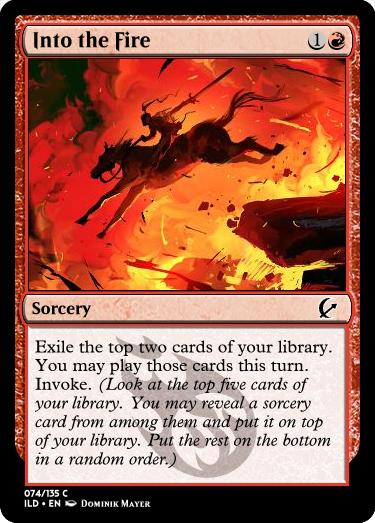 Into the Fire 1
Sorcery
Exile the top two cards of your library.
You may play those cards this turn.
Invoke. (Look at the top five cards of
your library. You may reveal a sorcery
card from among them and put it on top
of your library. Put the rest on the bottom
in a random order.)
074/135 C
ILD • EN Dominik Mayer